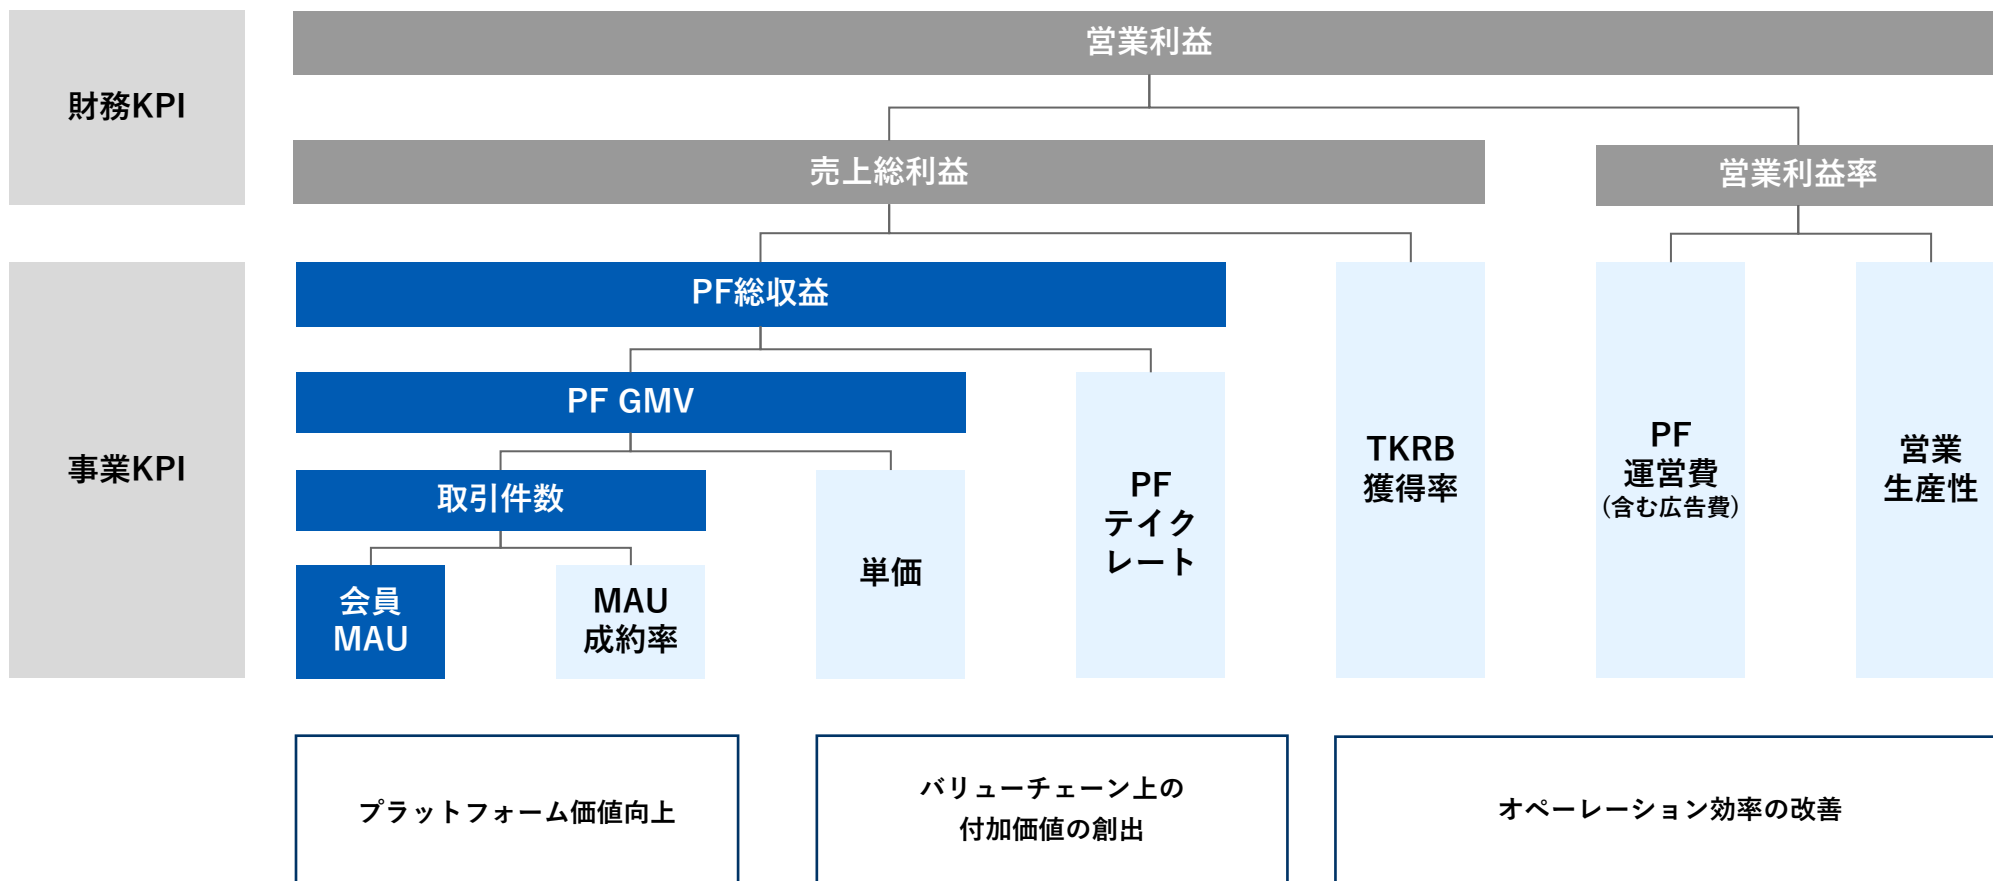 財務KPI
営業利益
売上総利益
営業利益率
事業KPI
PF総収益
PF GMV
取引件数
会員
MAU
MAU
成約率
単価
PF
テイク
レート
TKRB
獲得率
PF
運営費
(含む広告費)
営業
生産性
プラットフォーム価値向上
バリューチェーン上の
付加価値の創出
オペレーション効率の改善